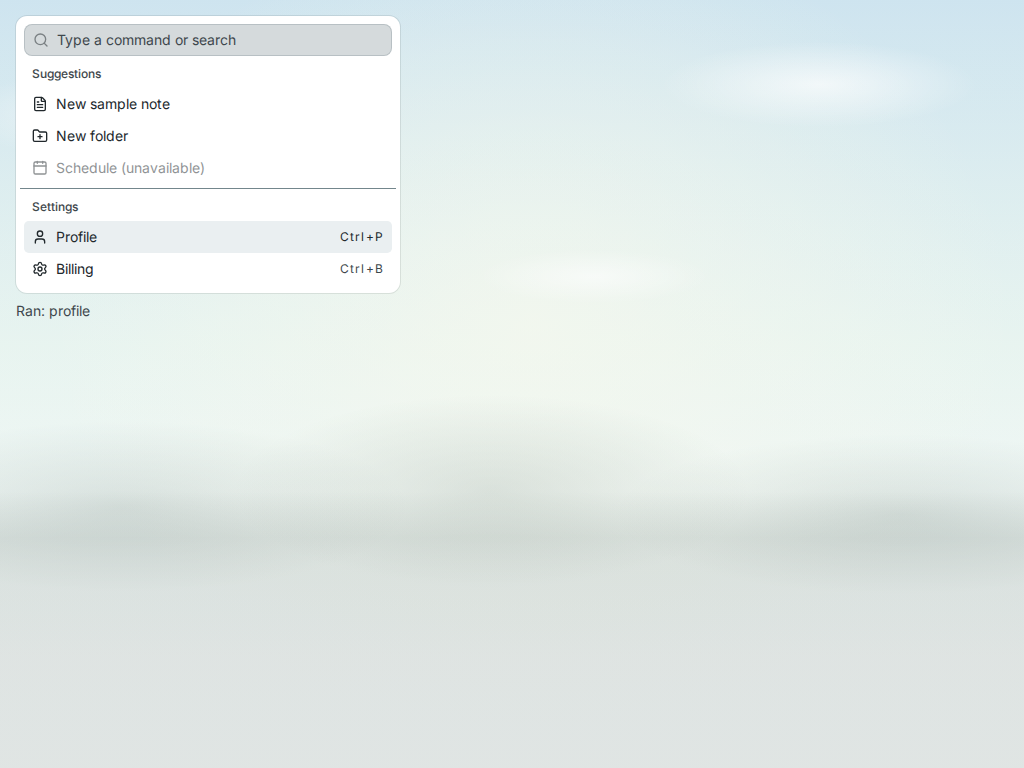 Type a command or search
Suggestions
New sample note
New folder
Schedule (unavailable)
Settings
Profile Ctrl+P
Billing Ctrl+B
Ran: profile